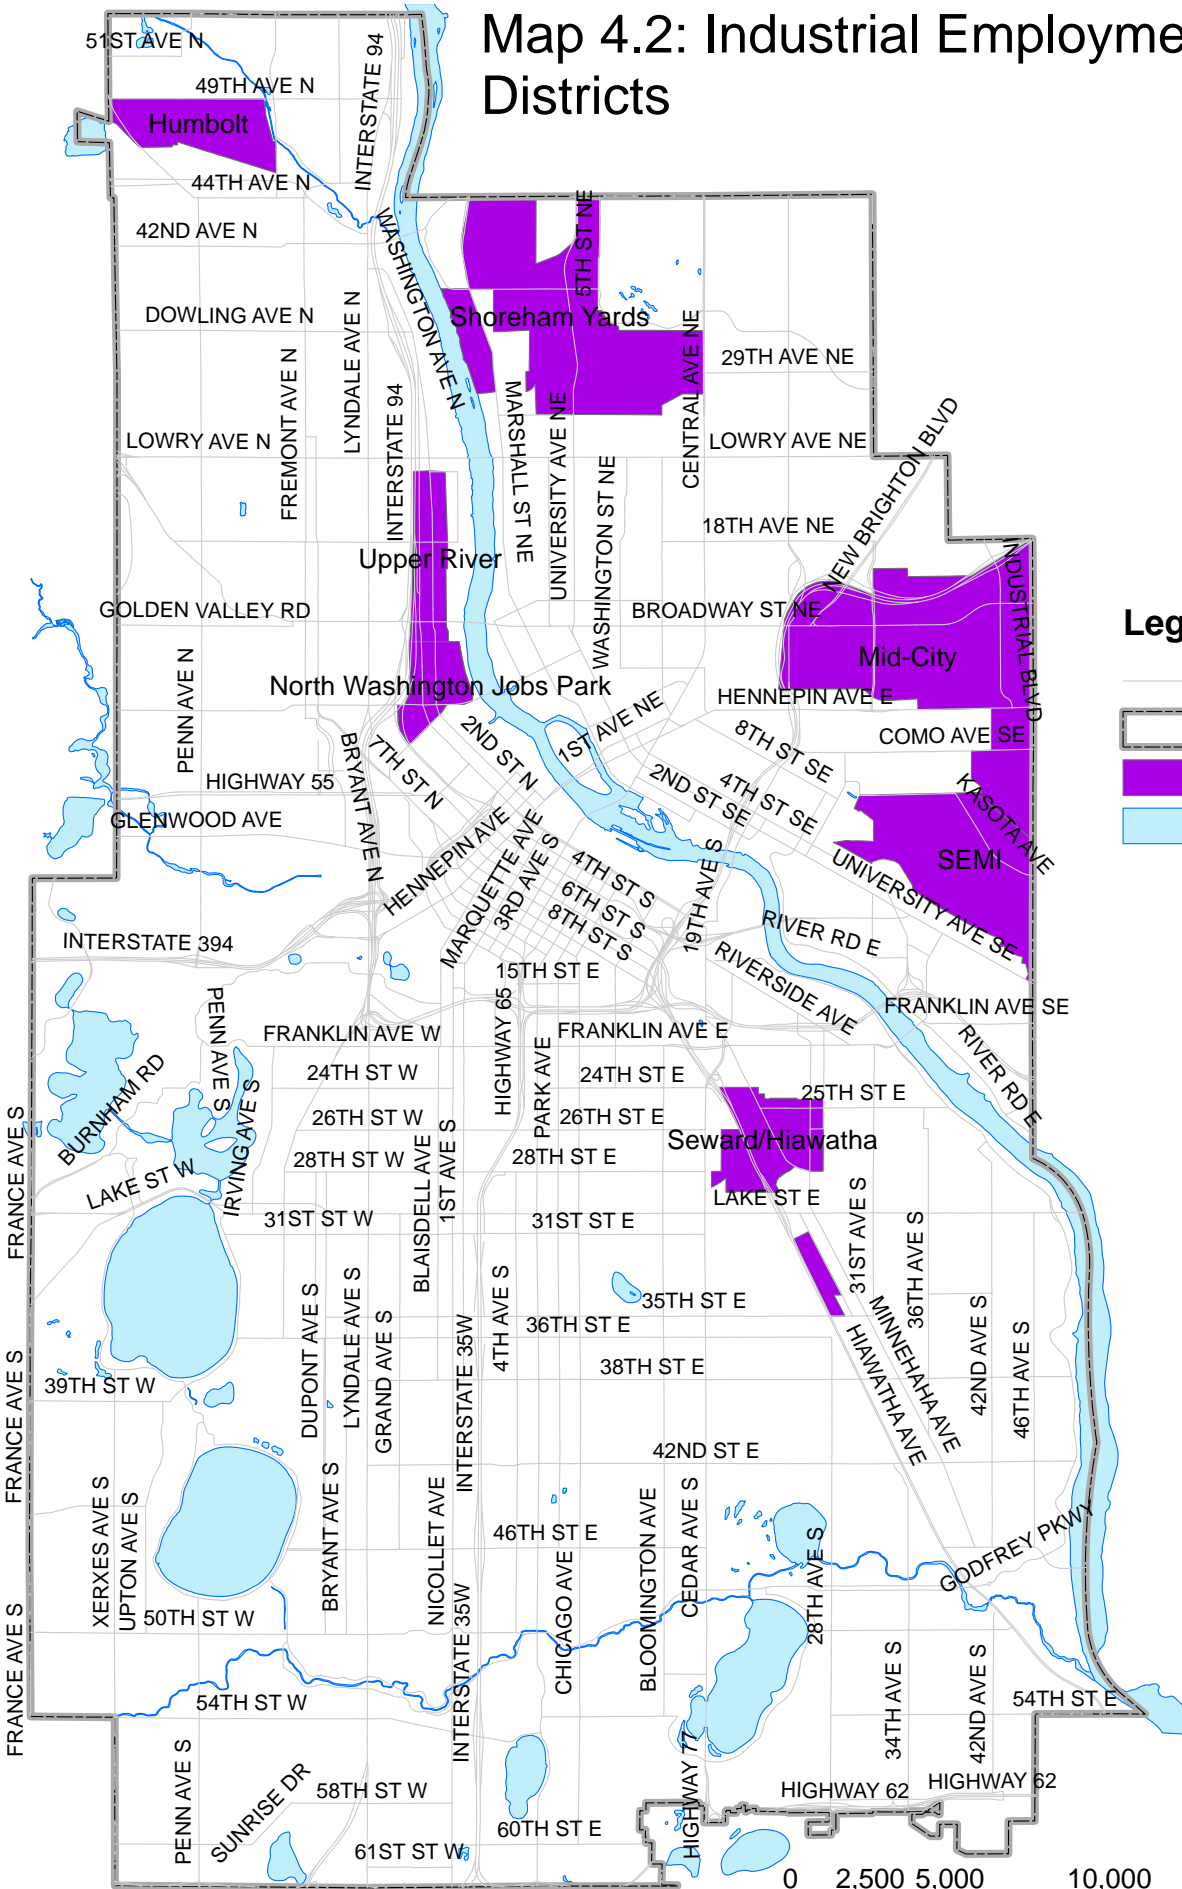 Map 4.2: Industrial Employme
Districts
51ST AVE N
49TH AVE N
INTERSTATE 94
Humbolt
44TH AVE N
42ND AVE N
WASHINGTON AVE N
5TH ST NE
DOWLING AVE N
LYNDALE AVE N
Shoreham Yards
CENTRAL AVE NE
29TH AVE NE
FREMONT AVE N
INTERSTATE 94
MARSHALL ST NE
UNIVERSITY AVE NE
LOWRY AVE N
LOWRY AVE NE
WASHINGTON ST NE
NEW BRIGHTON BLVD
18TH AVE NE
Upper River
INDUSTRIAL BLVD
GOLDEN VALLEY RD
BROADWAY ST NE
Leg
Mid-City
PENN AVE N
North Washington Jobs Park
HENNEPIN AVE E
1ST AVE NE
2ND ST N
8TH ST SE
COMO AVE SE
BRYANT AVE N
7TH ST N
HIGHWAY 55
2ND ST SE
4TH ST SE
KASOTA AVE
GLENWOOD AVE
HENNEPIN AVE
MARQUETTE AVE
3RD AVE S
4TH ST S
6TH ST S
8TH ST S
19TH AVE S
SEMI
UNIVERSITY AVE SE
INTERSTATE 394
RIVER RD E
15TH ST E
RIVERSIDE AVE
PENN AVE S
HIGHWAY 65
FRANKLIN AVE SE
FRANKLIN AVE W
FRANKLIN AVE E
RIVER RD E
PARK AVE
24TH ST W
24TH ST E
25TH ST E
BURNHAM RD
IRVING AVE S
26TH ST W
26TH ST E
FRANCE AVE S
BLAISDELL AVE
1ST AVE S
Seward/Hiawatha
28TH ST W
28TH ST E
LAKE ST W
LAKE ST E
31ST ST W
31ST ST E
31ST AVE S
36TH AVE S
DUPONT AVE S
LYNDALE AVE S
GRAND AVE S
4TH AVE S
35TH ST E
36TH ST E
INTERSTATE 35W
MINNEHAHA AVE
HIAWATHA AVE
42ND AVE S
46TH AVE S
38TH ST E
FRANCE AVE S
39TH ST W
42ND ST E
XERXES AVE S
UPTON AVE S
BRYANT AVE S
NICOLLET AVE
46TH ST E
BLOOMINGTON AVE
CEDAR AVE S
CHICAGO AVE
28TH AVE S
GODFREY PKWY
50TH ST W
FRANCE AVE S
INTERSTATE 35W
34TH AVE S
42ND AVE S
54TH ST W
54TH ST E
PENN AVE S
SUNRISE DR
HIGHWAY 77
58TH ST W
HIGHWAY 62
HIGHWAY 62
60TH ST E
61ST ST W
0 2,500 5,000 10,000